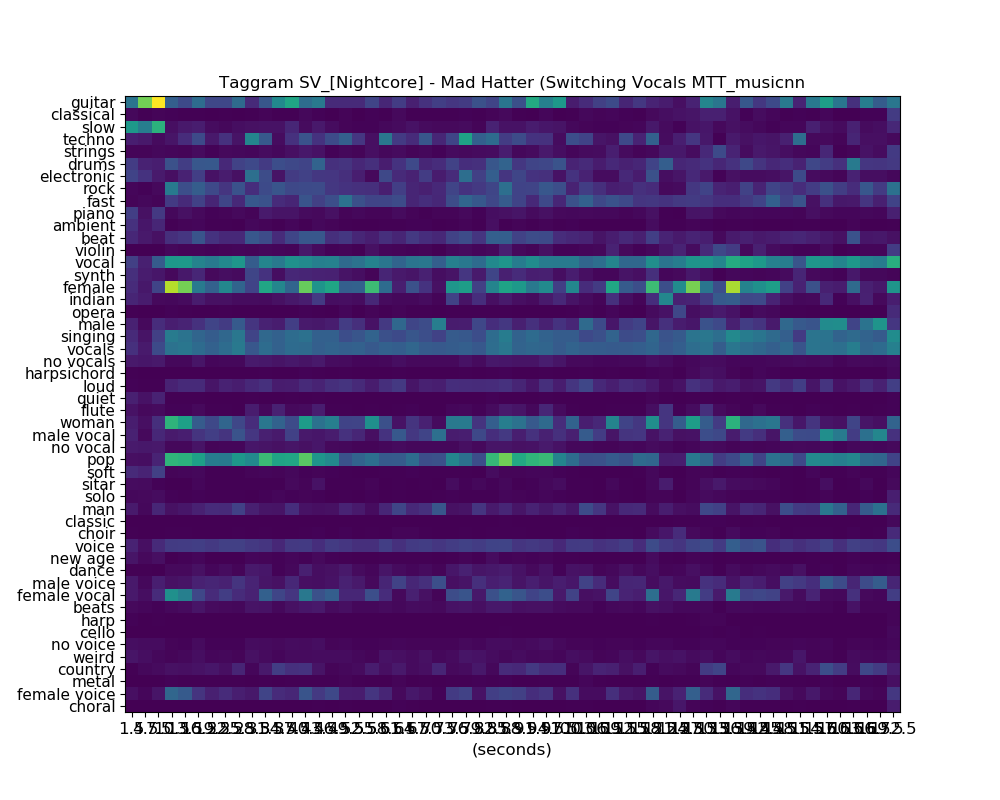 Taggram SV_[Nightcore] - Mad Hatter (Switching Vocals MTT_musicnn
guitar
classical
slow
techno
strings
drums
electronic
rock
fast
piano
ambient
beat
violin
vocal
synth
female
indian
opera
male
singing
vocals
no vocals
harpsichord
loud
quiet
flute
woman
male vocal
no vocal
pop
soft
sitar
solo
man
classic
choir
voice
new age
dance
male voice
female vocal
beats
harp
cello
no voice
weird
country
metal
female voice
choral
(seconds)